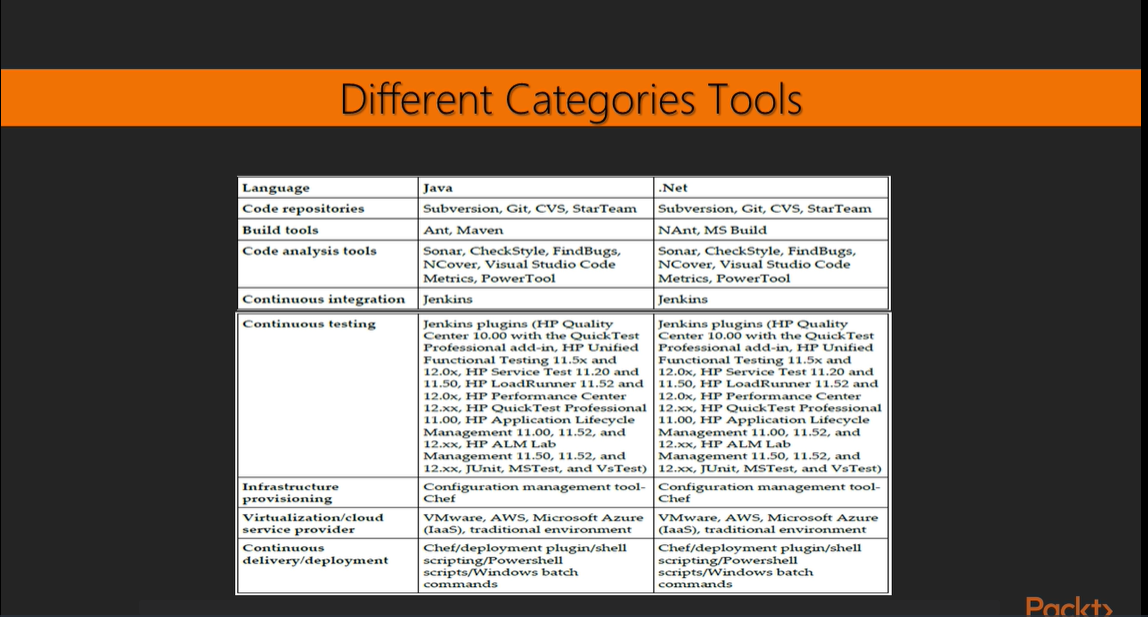 Different Categories Tools
Language
Java
.Net
Code repositories
Subversion, Git, CVS, StarTeam
Subversion, Git, CVS, StarTeam
Build tools
Ant, Maven
NAnt, MS Build
Code analysis tools
Sonar, CheckStyle, FindBugs,
NCover, Visual Studio Code
Metrics, PowerTool
Sonar, CheckStyle, FindBugs,
NCover, Visual Studio Code
Metrics, PowerTool
Continuous integration
Jenkins
Jenkins
Continuous testing
Jenkins plugins (HP Quality
Center 10.00 with the QuickTest
Professional add-in, HP Unified
Functional Testing 11.5x and
12.0x, HP Service Test 11.20 and
11.50, HP LoadRunner 11.52 and
12.0x, HP Performance Center
12.xx, HP QuickTest Professional
11.00, HP Application Lifecycle
Management 11.00, 11.52, and
12.xx, HP ALM Lab
Management 11.50, 11.52, and
12.xx, JUnit, MSTest, and VsTest)
Jenkins plugins (HP Quality
Center 10.00 with the QuickTest
Professional add-in, HP Unified
Functional Testing 11.5x and
12.0x, HP Service Test 11.20 and
11.50, HP LoadRunner 11.52 and
12.0x, HP Performance Center
12.xx, HP QuickTest Professional
11.00, HP Application Lifecycle
Management 11.00, 11.52, and
12.xx, HP ALM Lab
Management 11.50, 11.52, and
12.xx, JUnit, MSTest, and VsTest)
Infrastructure
provisioning
Configuration management tool-
Chef
Configuration management tool-
Chef
Virtualization/cloud
service provider
VMware, AWS, Microsoft Azure
(IaaS), traditional environment
VMware, AWS, Microsoft Azure
(IaaS), traditional environment
Continuous
delivery/deployment
Chef/deployment plugin/shell
scripting/Powershell
scripts/Windows batch
commands
Chef/deployment plugin/shell
scripting/Powershell
scripts/Windows batch
commands
Packt>